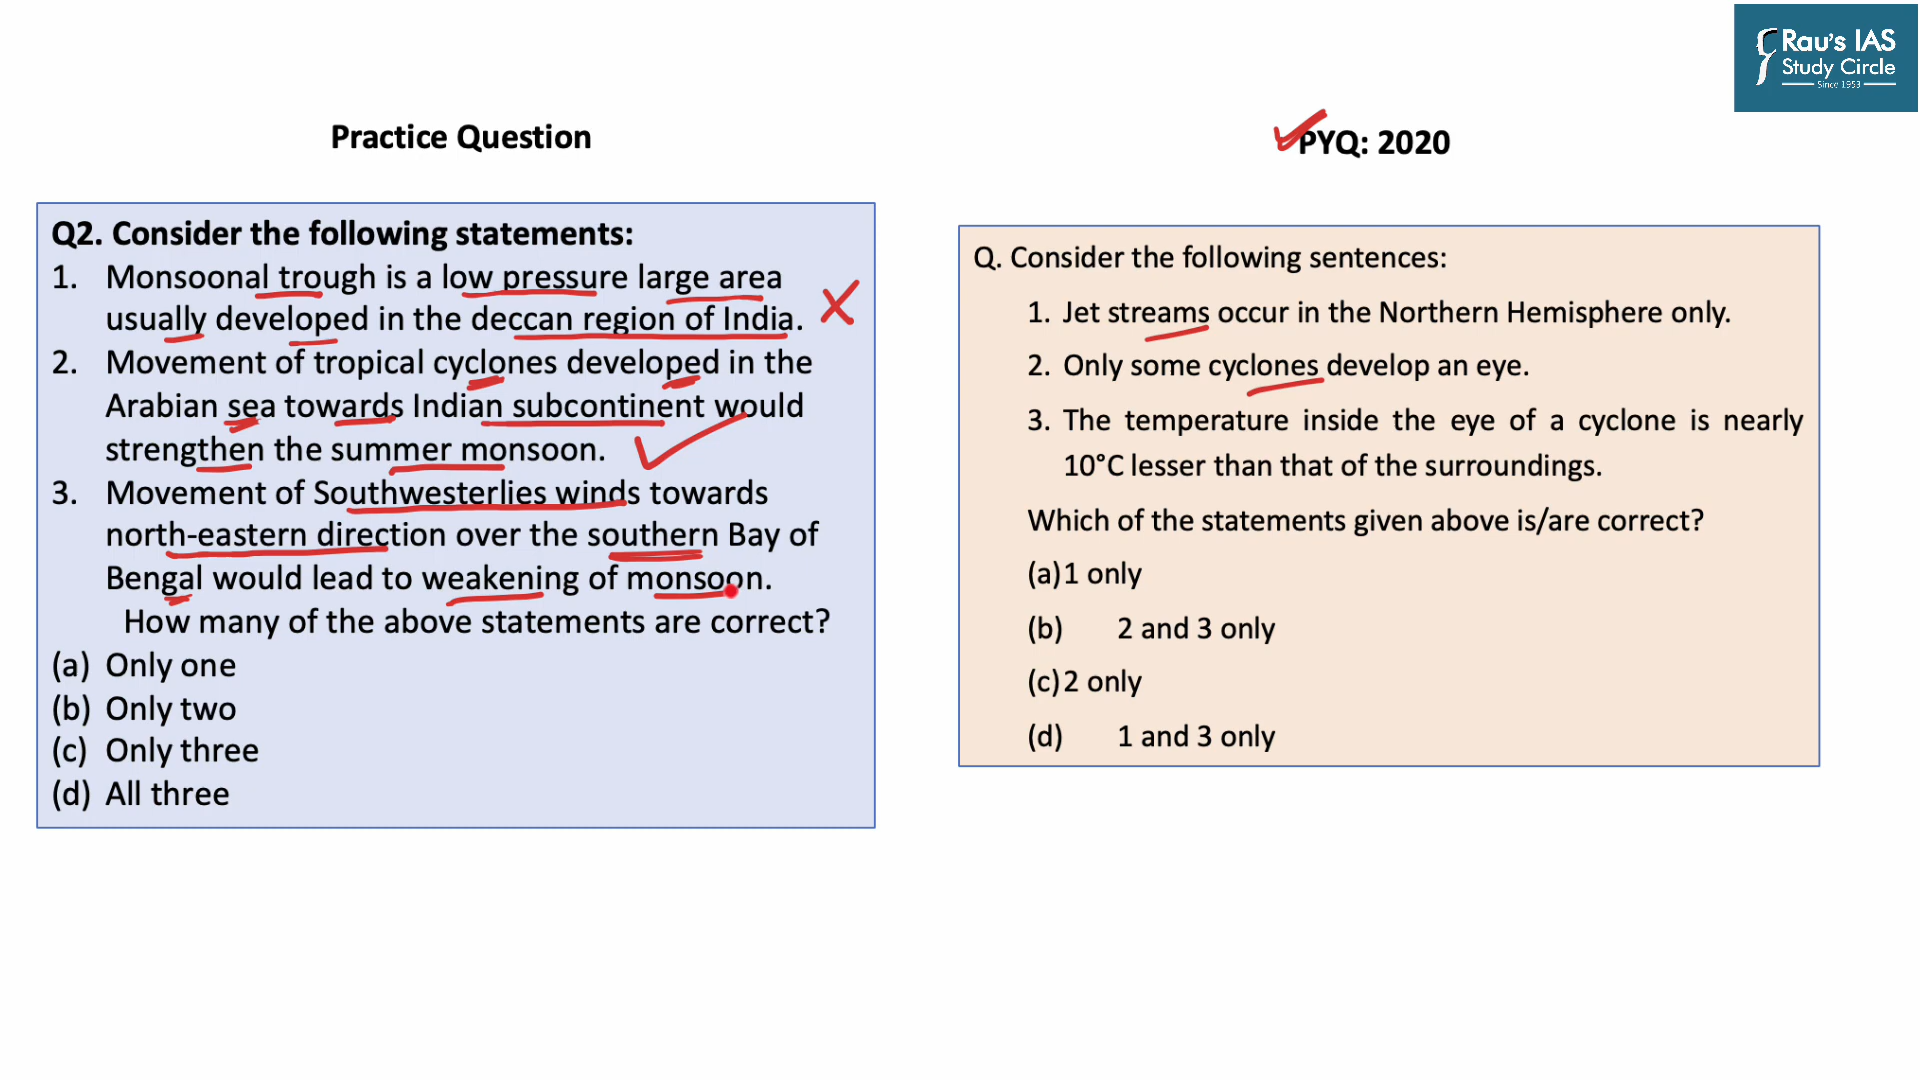 Rau's IAS
Study Circle
Since 1953
Practice Question
PYQ: 2020
Q2. Consider the following statements:
1. Monsoonal trough is a low pressure large area
usually developed in the deccan region of India.
2. Movement of tropical cyclones developed in the
Arabian sea towards Indian subcontinent would
strengthen the summer monsoon.
3. Movement of Southwesterlies winds towards
north-eastern direction over the southern Bay of
Bengal would lead to weakening of monsoon.
How many of the above statements are correct?
(a) Only one
(b) Only two
(c) Only three
(d) All three
Q. Consider the following sentences:
1. Jet streams occur in the Northern Hemisphere only.
2. Only some cyclones develop an eye.
3. The temperature inside the eye of a cyclone is nearly
10°C lesser than that of the surroundings.
Which of the statements given above is/are correct?
(a) 1 only
(b) 2 and 3 only
(c) 2 only
(d) 1 and 3 only